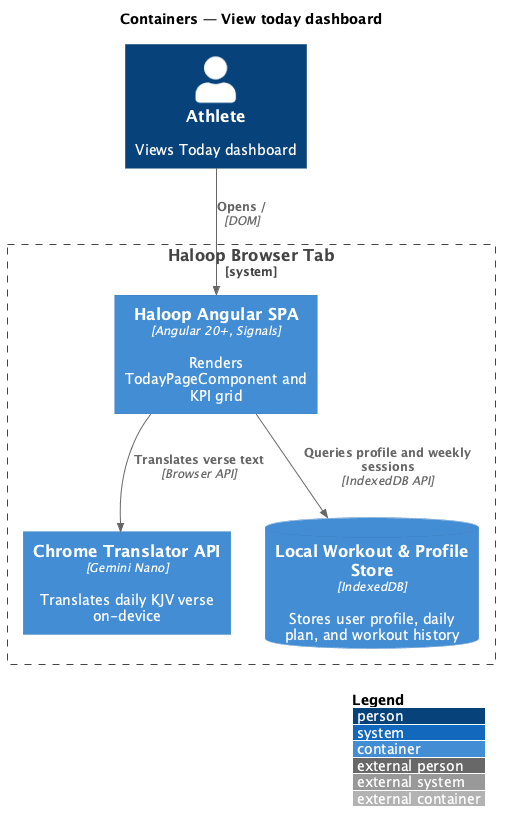 Containers — View today dashboard
Athlete
Views Today dashboard
Opens /
[DOM]
Haloop Browser Tab
[system]
Haloop Angular SPA
[Angular 20+, Signals]
Renders
TodayPageComponent and
KPI grid
Translates verse text
[Browser API]
Queries profile and weekly
sessions
[IndexedDB API]
Chrome Translator API
[Gemini Nano]
Translates daily KJV verse
on-device
Local Workout & Profile
Store
[IndexedDB]
Stores user profile, daily
plan, and workout history
Legend
person
system
container
external person
external system
external container